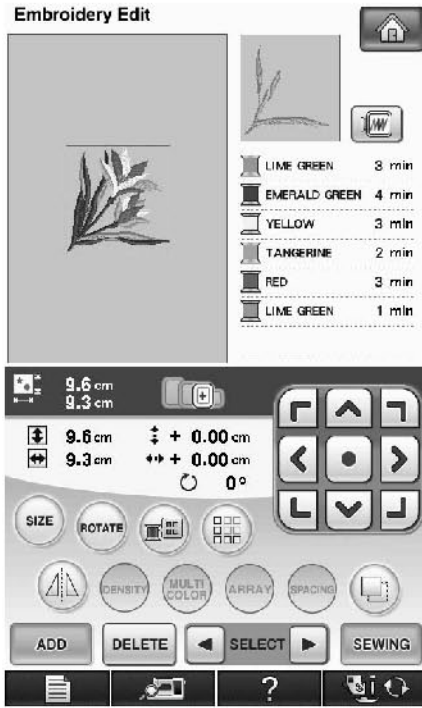 Embroidery Edit
LIME GREEN 3 min
EMERALD GREEN 4 min
YELLOW 3 min
TANGERINE 2 min
RED 3 min
LIME GREEN 1 min
9.6 cm
9.3 cm
9.6 cm + 0.00 cm
9.3 cm + 0.00 cm
0°
SIZE ROTATE
DENSITY MULTI COLOR ARRAY SPACING
ADD DELETE SELECT SEWING
?